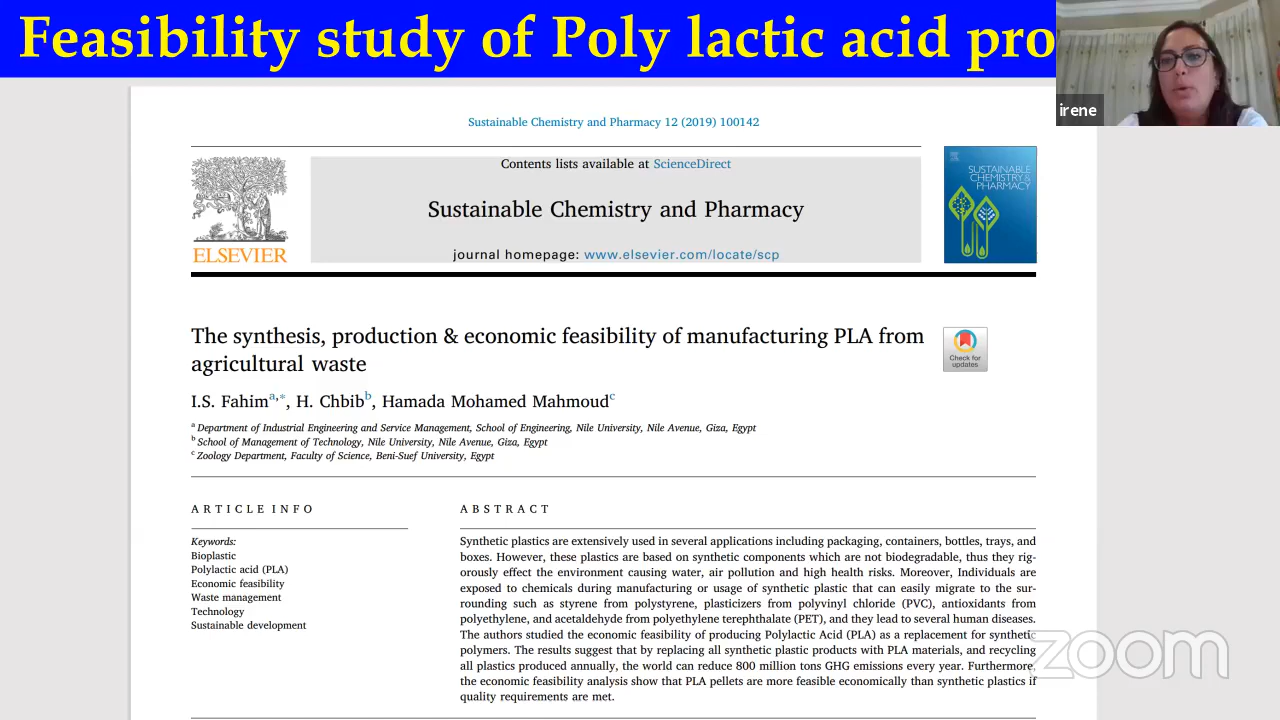 Feasibility study of Poly lactic acid pro
irene
Sustainable Chemistry and Pharmacy 12 (2019) 100142
Contents lists available at ScienceDirect
Sustainable Chemistry and Pharmacy
journal homepage: www.elsevier.com/locate/scp
ELSEVIER
SUSTAINABLE
CHEMISTRY &
PHARMACY
The synthesis, production & economic feasibility of manufacturing PLA from
agricultural waste
Check for
updates
I.S. Fahim a,*, H. Chbib b, Hamada Mohamed Mahmoud c
a Department of Industrial Engineering and Service Management, School of Engineering, Nile University, Nile Avenue, Giza, Egypt
b School of Management of Technology, Nile University, Nile Avenue, Giza, Egypt
c Zoology Department, Faculty of Science, Beni-Suef University, Egypt
ARTICLE INFO
Keywords:
Bioplastic
Polylactic acid (PLA)
Economic feasibility
Waste management
Technology
Sustainable development
ABSTRACT
Synthetic plastics are extensively used in several applications including packaging, containers, bottles, trays, and
boxes. However, these plastics are based on synthetic components which are not biodegradable, thus they rig-
orously effect the environment causing water, air pollution and high health risks. Moreover, Individuals are
exposed to chemicals during manufacturing or usage of synthetic plastic that can easily migrate to the sur-
rounding such as styrene from polystyrene, plasticizers from polyvinyl chloride (PVC), antioxidants from
polyethylene, and acetaldehyde from polyethylene terephthalate (PET), and they lead to several human diseases.
The authors studied the economic feasibility of producing Polylactic Acid (PLA) as a replacement for synthetic
polymers. The results suggest that by replacing all synthetic plastic products with PLA materials, and recycling
all plastics produced annually, the world can reduce 800 million tons GHG emissions every year. Furthermore,
the economic feasibility analysis show that PLA pellets are more feasible economically than synthetic plastics if
quality requirements are met.
zoom